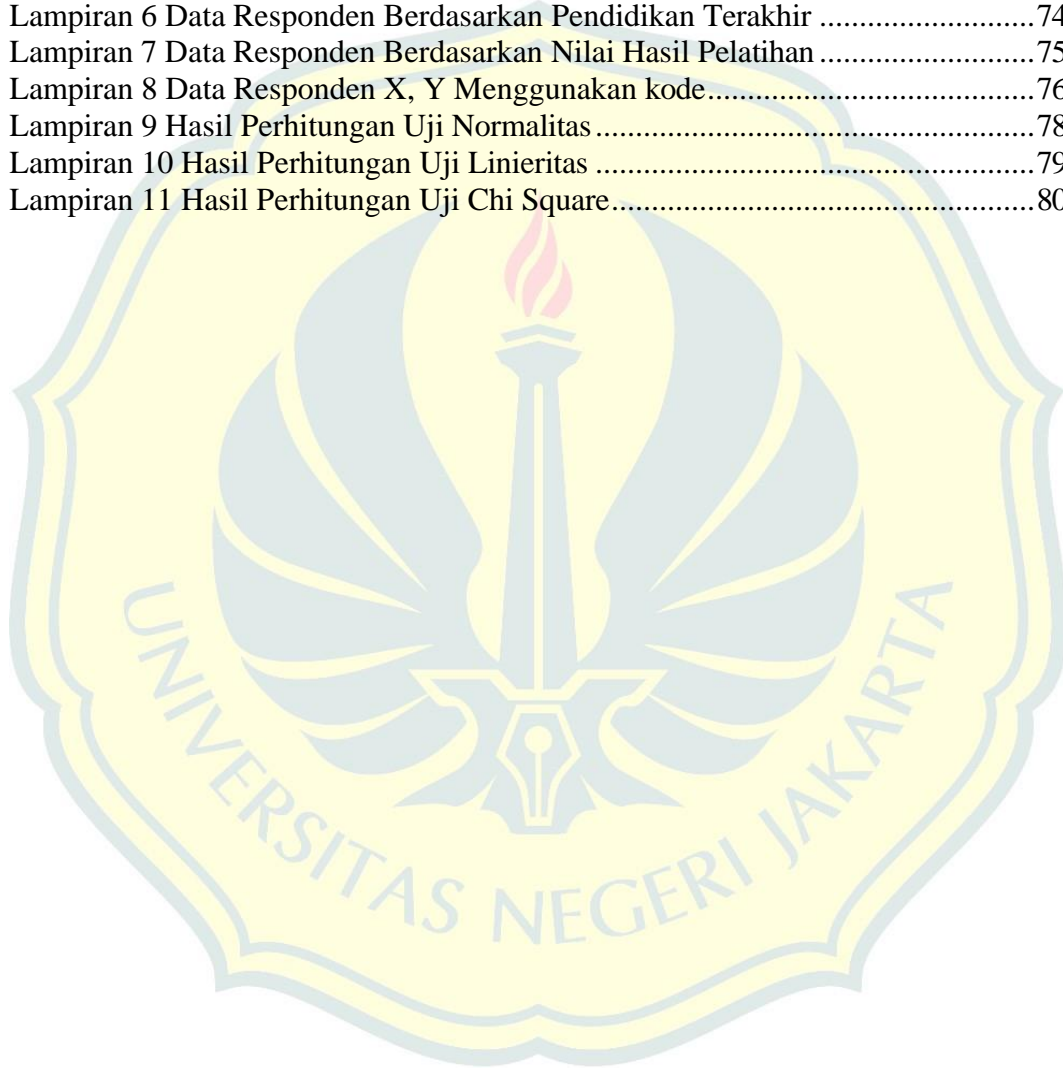 Lampiran 6 Data Responden Berdasarkan Pendidikan Terakhir ............................74
Lampiran 7 Data Responden Berdasarkan Nilai Hasil Pelatihan ............................75
Lampiran 8 Data Responden X, Y Menggunakan kode..........................................76
Lampiran 9 Hasil Perhitungan Uji Normalitas ........................................................78
Lampiran 10 Hasil Perhitungan Uji Linieritas ........................................................79
Lampiran 11 Hasil Perhitungan Uji Chi Square.......................................................80
UNIVERSITAS NEGERI JAKARTA